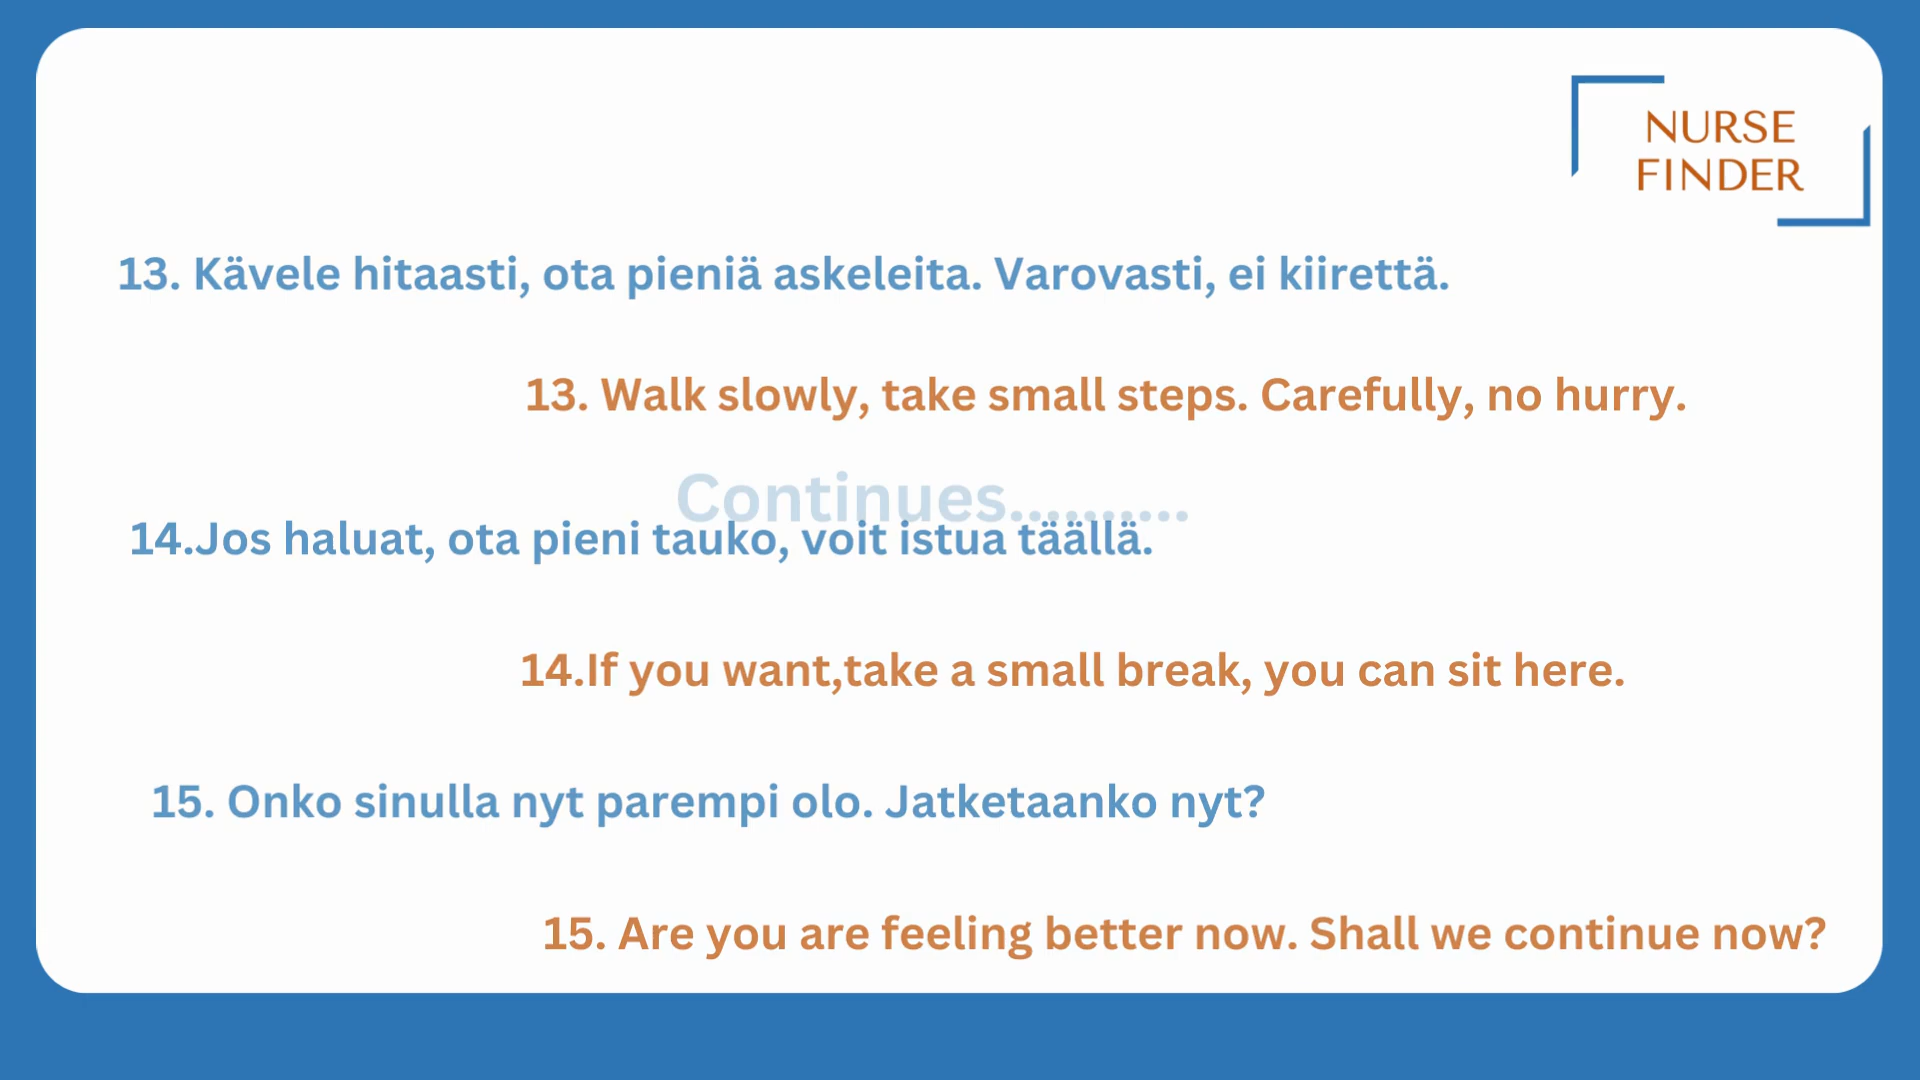 NURSE
FINDER
13. Kävele hitaasti, ota pieniä askeleita. Varovasti, ei kiirettä.
13. Walk slowly, take small steps. Carefully, no hurry.
Continues..........
14.Jos haluat, ota pieni tauko, voit istua täällä.
14.If you want,take a small break, you can sit here.
15. Onko sinulla nyt parempi olo. Jatketaanko nyt?
15. Are you are feeling better now. Shall we continue now?